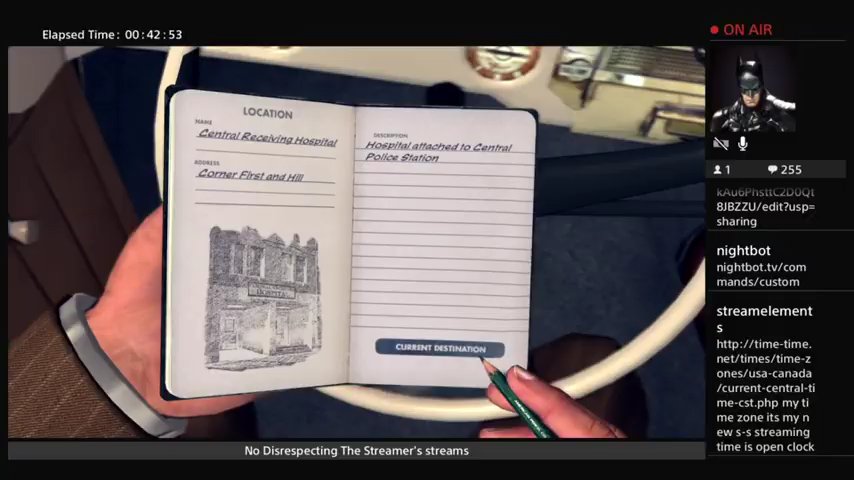 Elapsed Time: 00:42:53
ON AIR
LOCATION
NAME
Central Receiving Hospital
ADDRESS
Corner First and Hill
HOSPITAL
DESCRIPTION
Hospital attached to Central
Police Station
CURRENT DESTINATION
1
255
kAu6PhsttC2D0Qt
8JBZZU/edit?usp=
sharing
nightbot
nightbot.tv/com
mands/custom
streamelement
s
http://time-time.
net/times/time-z
ones/usa-canada
/current-central-ti
me-cst.php my ti
me zone its my n
ew s-s streaming
time is open clock
No Disrespecting The Streamer's streams